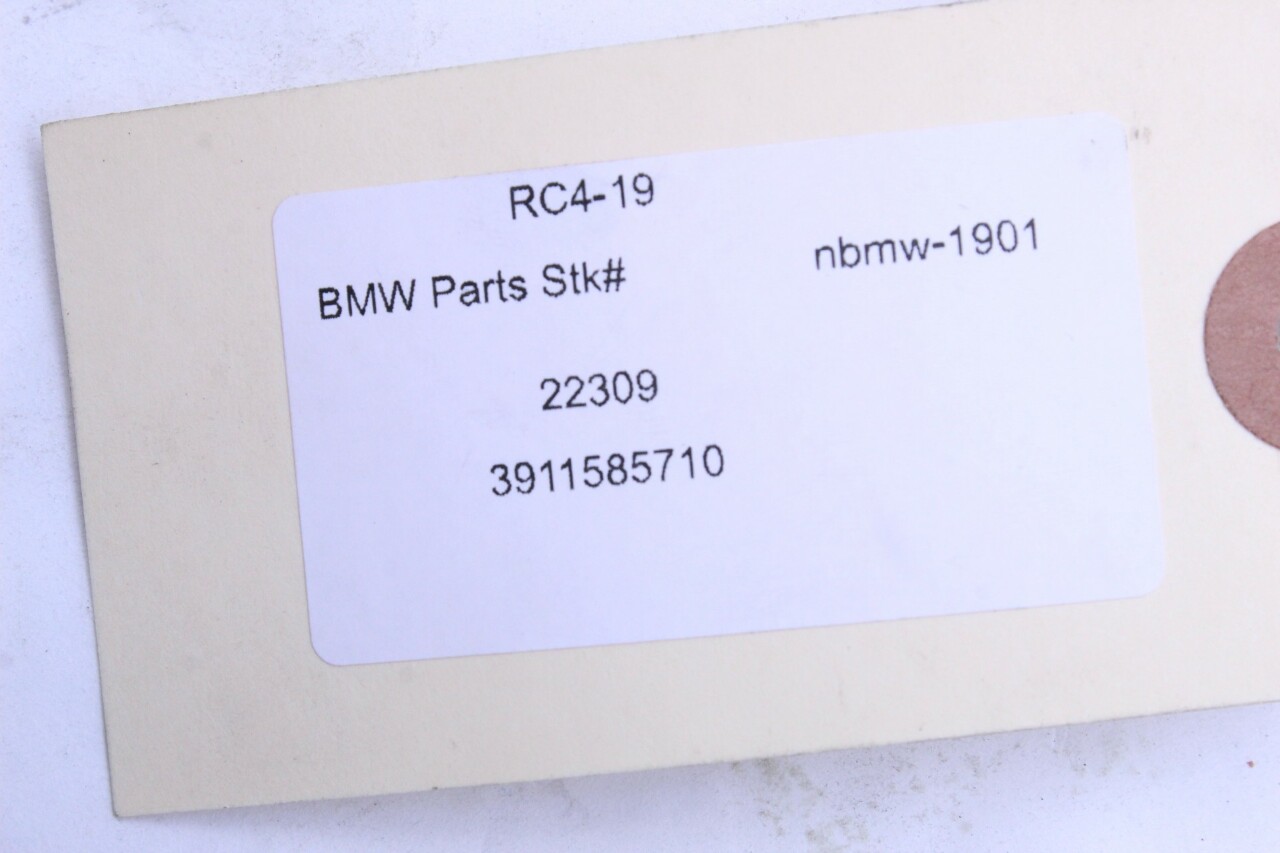 RC4-19
BMW Parts Stk# nbmw-1901
22309
3911585710